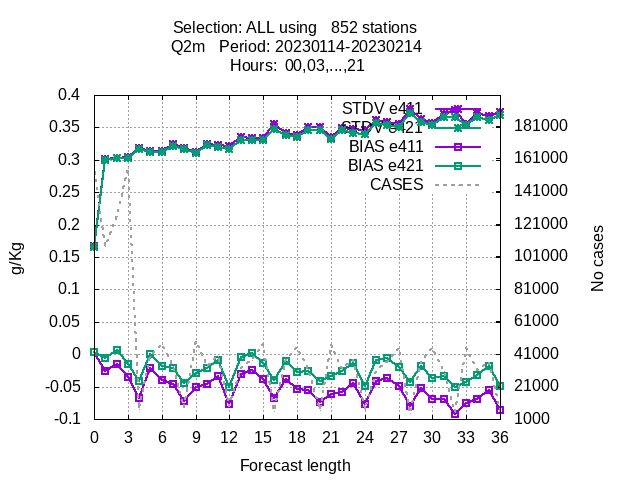 Selection: ALL using   852 stations
Q2m   Period: 20230114-20230214
Hours:  00,03,...,21
STDV e411
STDV e421
BIAS e411
BIAS e421
CASES
g/Kg
0.4
0.35
0.3
0.25
0.2
0.15
0.1
0.05
0
-0.05
-0.1
181000
161000
141000
121000
101000
81000
61000
41000
21000
1000
No cases
0 3 6 9 12 15 18 21 24 27 30 33 36
Forecast length